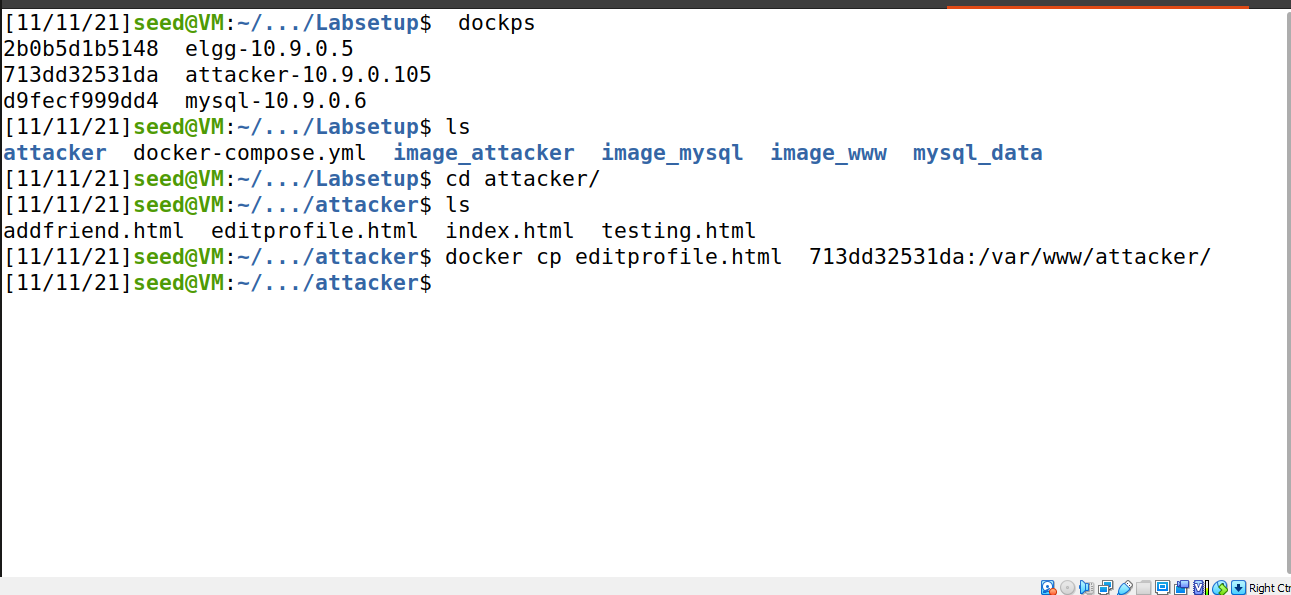 [11/11/21]seed@VM:~/.../Labsetup$  dockps
2b0b5d1b5148  elgg-10.9.0.5
713dd32531da  attacker-10.9.0.105
d9fecf999dd4  mysql-10.9.0.6
[11/11/21]seed@VM:~/.../Labsetup$ ls
attacker  docker-compose.yml  image_attacker  image_mysql  image_www  mysql_data
[11/11/21]seed@VM:~/.../Labsetup$ cd attacker/
[11/11/21]seed@VM:~/.../attacker$ ls
addfriend.html  editprofile.html  index.html  testing.html
[11/11/21]seed@VM:~/.../attacker$ docker cp editprofile.html  713dd32531da:/var/www/attacker/
[11/11/21]seed@VM:~/.../attacker$
Right Ctr